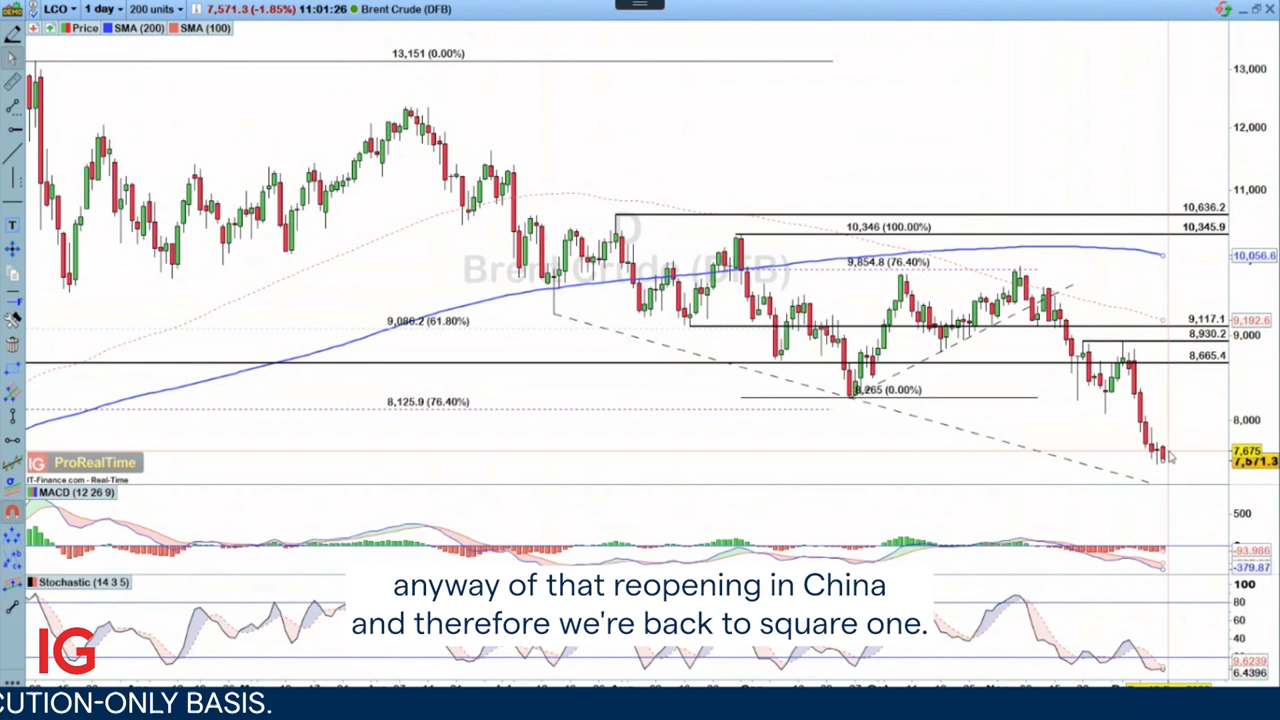 LCO 1 day 200 units 7,571.3 (-1.85%) 11:01:26 Brent Crude (DFB)
Price SMA (200) SMA (100)
13,151 (0.00%)
13,000
12,000
11,000
10,636.2
10,346 (100.00%)
10,345.9
9,854.8 (76.40%)
10,056.6
D
Brent Crude (DFB)
9,086.2 (61.80%)
9,117.1
9,192.6
8,930.2
9,000
8,665.4
8,265 (0.00%)
8,125.9 (76.40%)
8,000
7,675
7,571.3
IG ProRealTime
IT-Finance.com - Real-Time
MACD (12 26 9)
500
-93.986
-379.87
Stochastic (14 3 5)
100
80
60
40
9.6239
6.4396
anyway of that reopening in China
and therefore we're back to square one.
IG
CUTION-ONLY BASIS.